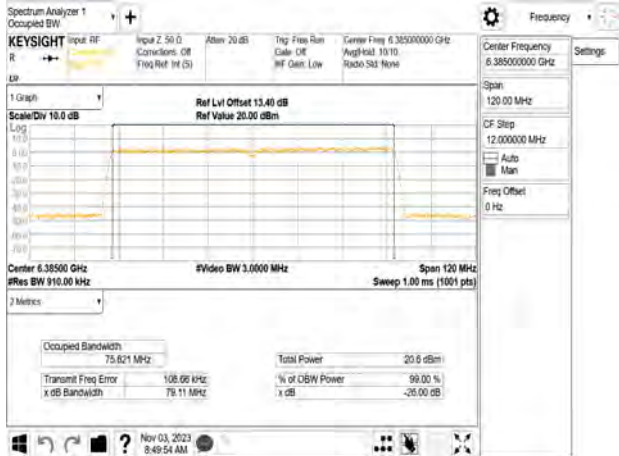 Spectrum Analyzer 1
Occupied BW
+
Frequency
KEYSIGHT Input: RF
R
Input Z: 50 Ω
Corrections: Off
Freq Ref: Int (S)
Atten: 20 dB
Trig: Free Run
Gate: Off
#IF Gain: Low
Center Freq: 6.385000000 GHz
Avg|Hold: 10/10
Radio Std: None
Center Frequency
6.385000000 GHz
Settings
Span
120.00 MHz
CF Step
12.000000 MHz
Auto
Man
Freq Offset
0 Hz
1 Graph
Scale/Div 10.0 dB
Ref Lvl Offset 13.40 dB
Ref Value 20.00 dBm
Log
10.0
0.00
Center 6.38500 GHz
#Video BW 3.0000 MHz
Span 120 MHz
#Res BW 910.00 kHz
Sweep 1.00 ms (1001 pts)
2 Metrics
Occupied Bandwidth
75.621 MHz
Total Power
20.6 dBm
Transmit Freq Error
108.66 kHz
% of OBW Power
99.00 %
x dB Bandwidth
79.11 MHz
x dB
-26.00 dB
?
Nov 03, 2023
8:49:54 AM